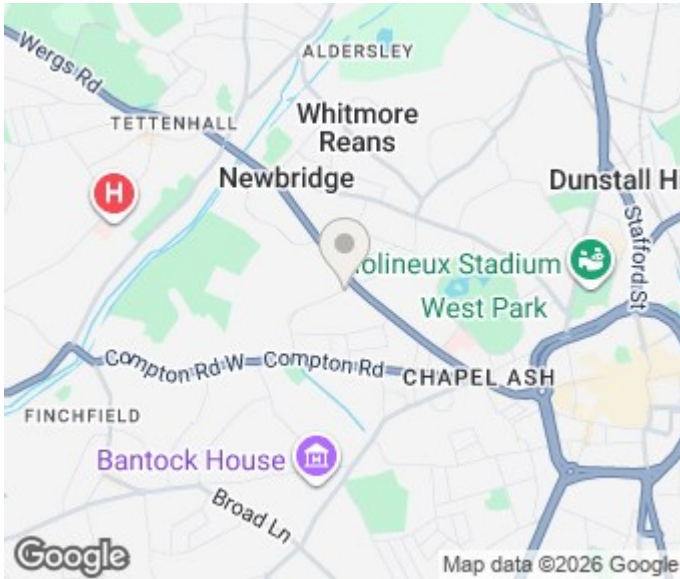 Wergs Rd
ALDERSLEY
TETTENHALL
Whitmore
Reans
Newbridge
Dunstall Hi
H
Stafford St
olineux Stadium
West Park
Compton Rd W
Compton Rd
CHAPEL ASH
FINCHFIELD
Bantock House
Broad Ln
Google
Map data ©2026 Google